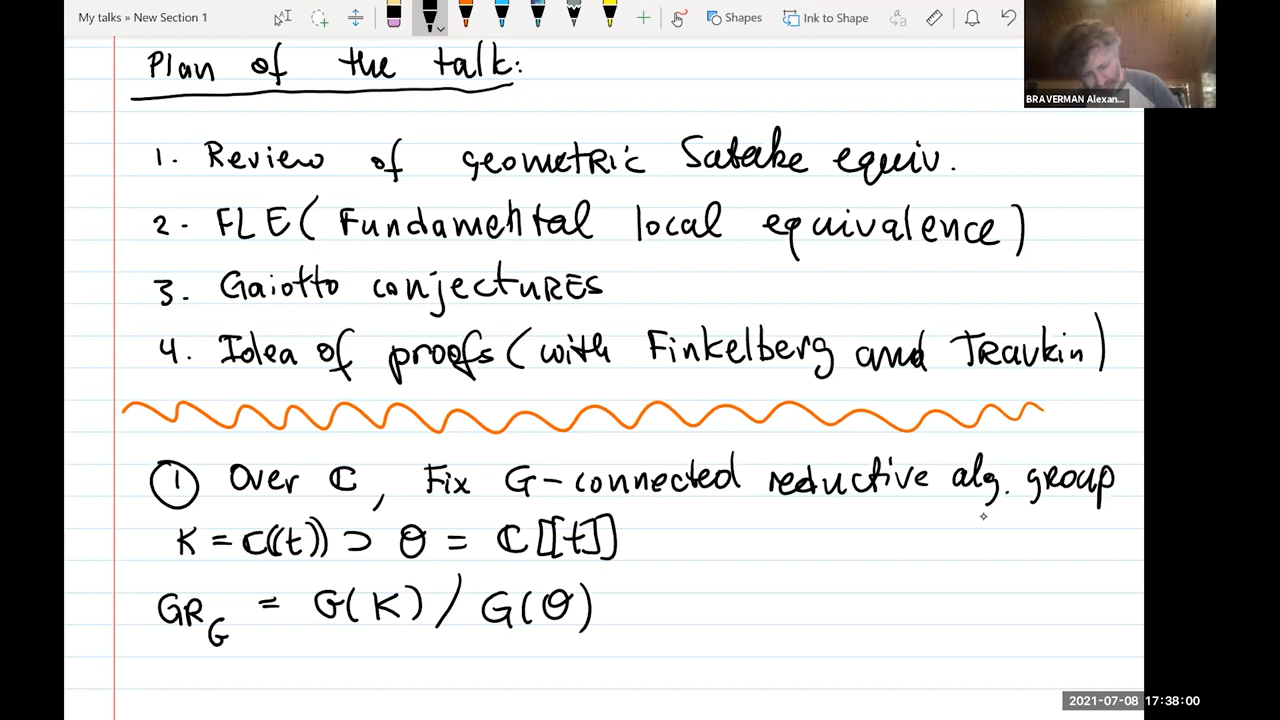 My talks » New Section 1
Shapes
Ink to Shape
BRAVERMAN Alexan...
Plan of the talk:
1. Review of geometric Satake equiv.
2. FLE (Fundamental local equivalence)
3. Gaiotto conjectures
4. Idea of proofs (with Finkelberg and Travkin)
① Over ℂ, Fix G-connected reductive alg. group
K = ℂ((t)) ⊃ O = ℂ[[t]]
GR_G = G(K) / G(O)
2021-07-08 17:38:00